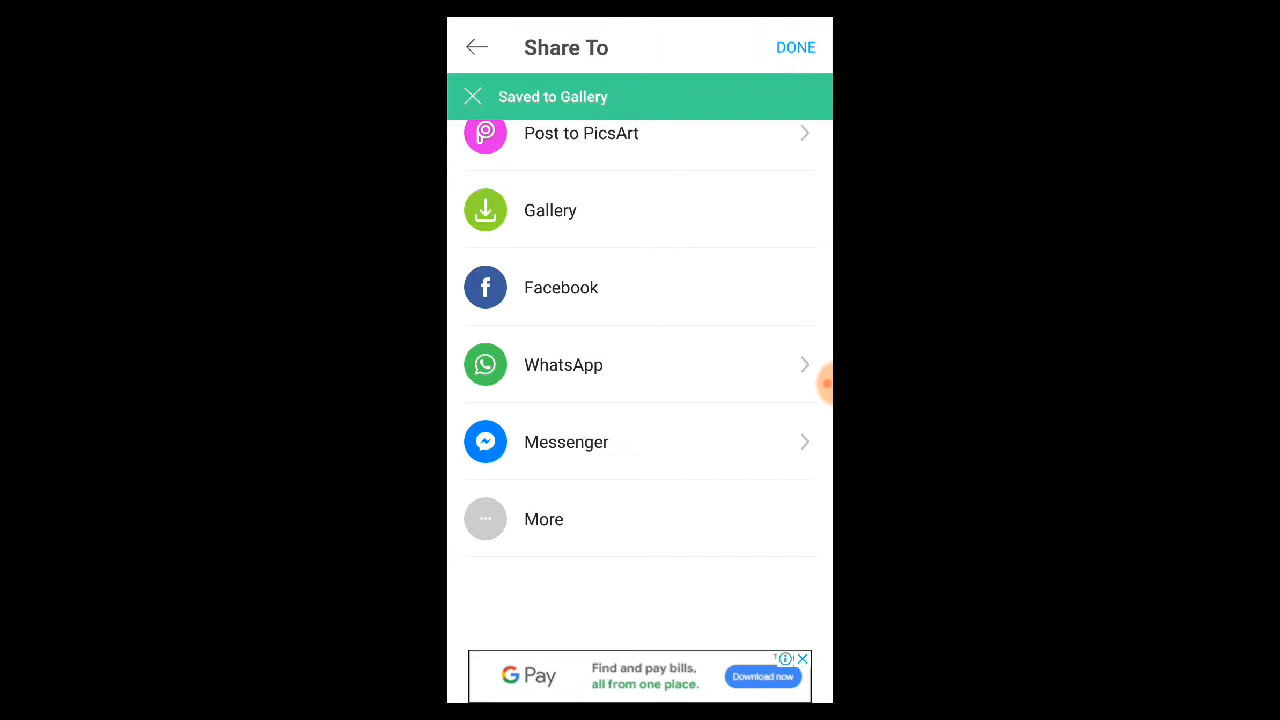 Share To
DONE
Saved to Gallery
Post to PicsArt
Gallery
Facebook
WhatsApp
Messenger
More
G Pay
Find and pay bills,
all from one place.
Download now